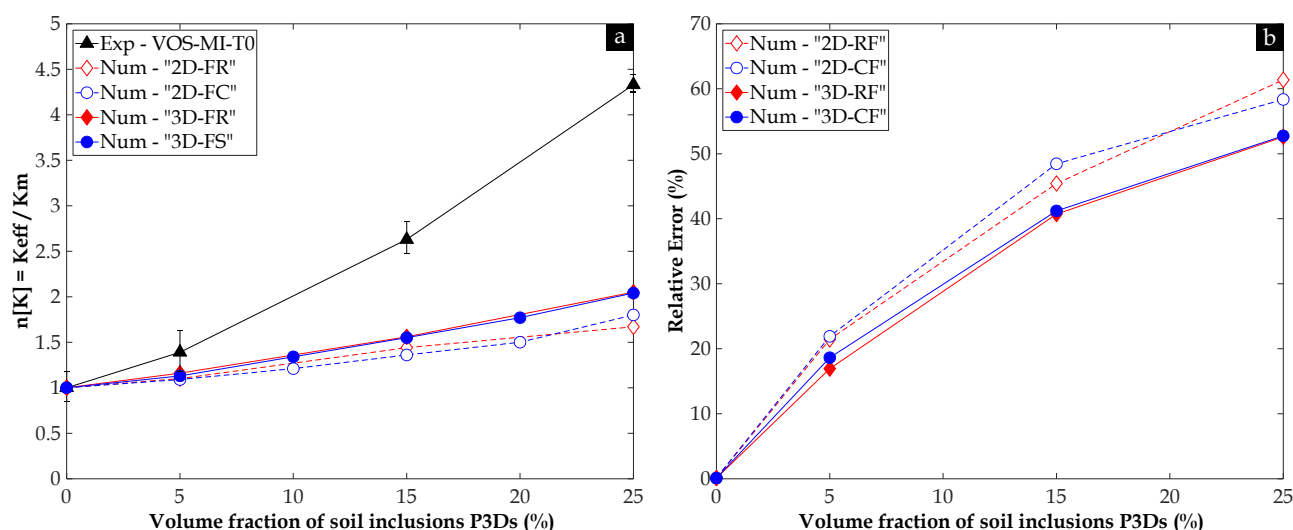 a
Exp - VOS-MI-T0
Num - "2D-FR"
Num - "2D-FC"
Num - "3D-FR"
Num - "3D-FS"
n[K] = Keff / Km
5
4.5
4
3.5
3
2.5
2
1.5
1
0.5
0
0 5 10 15 20 25
Volume fraction of soil inclusions P3Ds (%)
b
Num - "2D-RF"
Num - "2D-CF"
Num - "3D-RF"
Num - "3D-CF"
Relative Error (%)
70
60
50
40
30
20
10
0
0 5 10 15 20 25
Volume fraction of soil inclusions P3Ds (%)